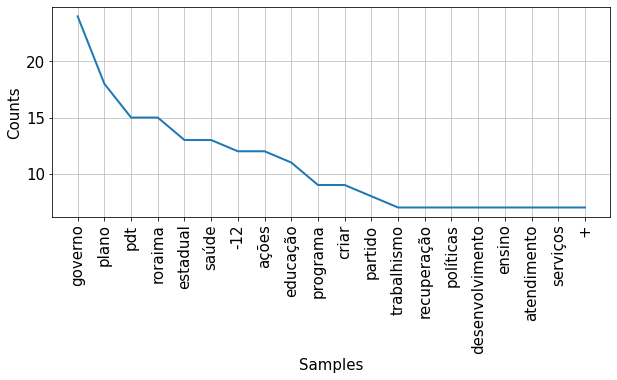 Counts
20
15
10
governo
plano
pdt
roraima
estadual
saúde
-12
ações
educação
programa
criar
partido
trabalhismo
recuperação
políticas
desenvolvimento
ensino
atendimento
serviços
+
Samples